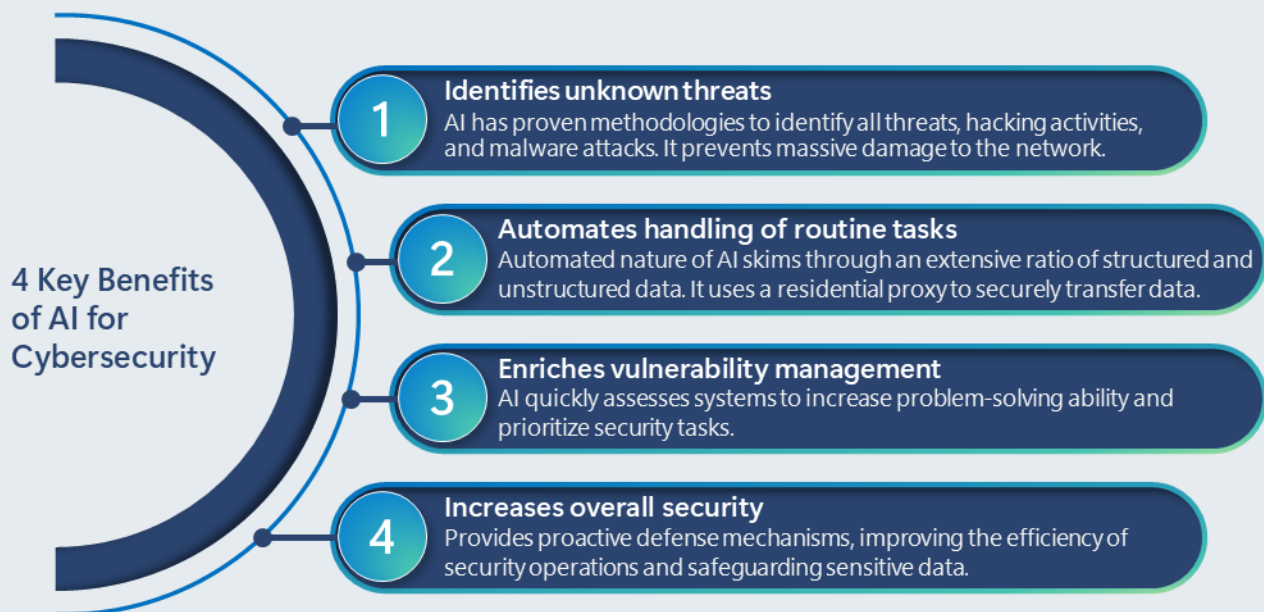 4 Key Benefits
of AI for
Cybersecurity
1
Identifies unknown threats
AI has proven methodologies to identify all threats, hacking activities,
and malware attacks. It prevents massive damage to the network.
2
Automates handling of routine tasks
Automated nature of AI skims through an extensive ratio of structured and
unstructured data. It uses a residential proxy to securely transfer data.
3
Enriches vulnerability management
AI quickly assesses systems to increase problem-solving ability and
prioritize security tasks.
4
Increases overall security
Provides proactive defense mechanisms, improving the efficiency of
security operations and safeguarding sensitive data.